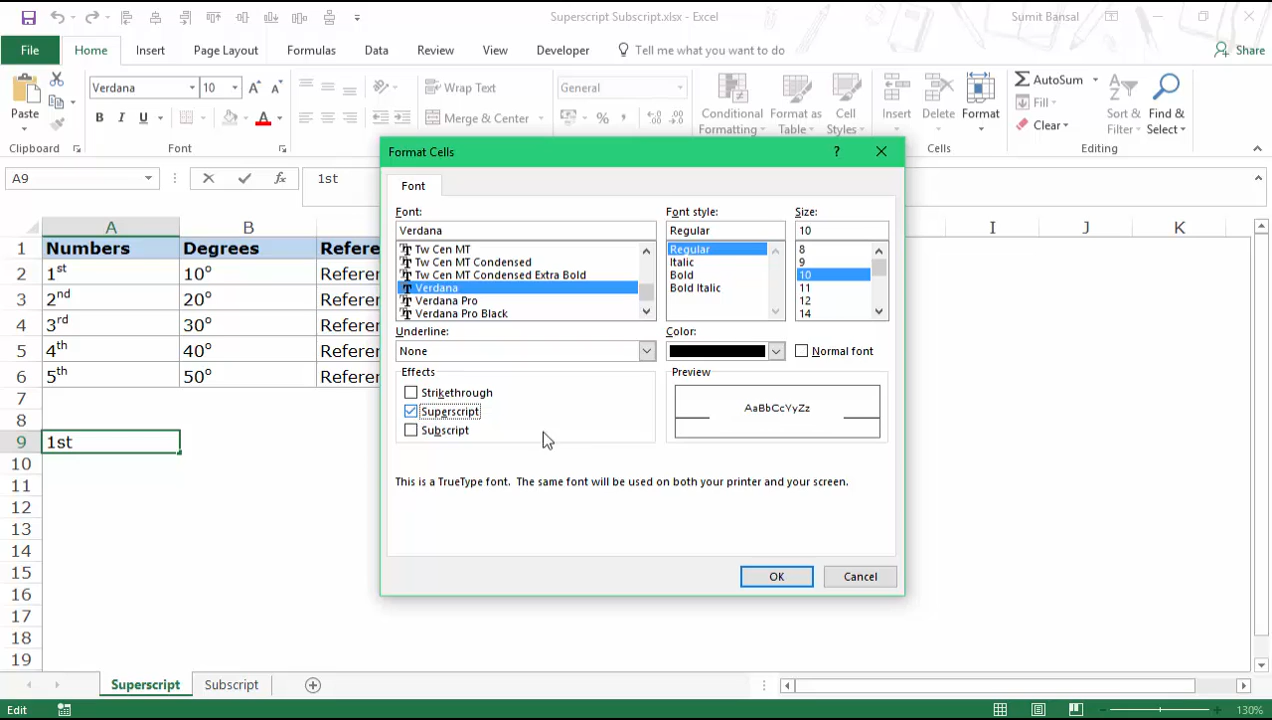 Superscript Subscript.xlsx - Excel
Sumit Bansal
File Home Insert Page Layout Formulas Data Review View Developer Tell me what you want to do Share
Paste
Clipboard
Verdana 10
B I U A
Font
Wrap Text
Merge & Center
General
% ,
Conditional Formatting
Format as Table
Cell Styles
Insert Delete Format
Cells
AutoSum
Fill
Clear
Sort & Filter
Find & Select
Editing
A9 fx 1st
Format Cells ?
Font
Font: Font style: Size:
Verdana Regular 10
Tw Cen MT Regular 8
Tw Cen MT Condensed Italic 9
Tw Cen MT Condensed Extra Bold Bold 10
Verdana Bold Italic 11
Verdana Pro 12
Verdana Pro Black 14
Underline: Color:
None Normal font
Effects Preview
Strikethrough
Superscript AaBbCcYyZz
Subscript
This is a TrueType font. The same font will be used on both your printer and your screen.
OK Cancel
A B I J K
1 Numbers Degrees Refere
2 1st 10o Referen
3 2nd 20o Referen
4 3rd 30o Referen
5 4th 40o Referen
6 5th 50o Referen
7
8
9 1st
10
11
12
13
14
15
16
17
18
19
Superscript Subscript
Edit 130%